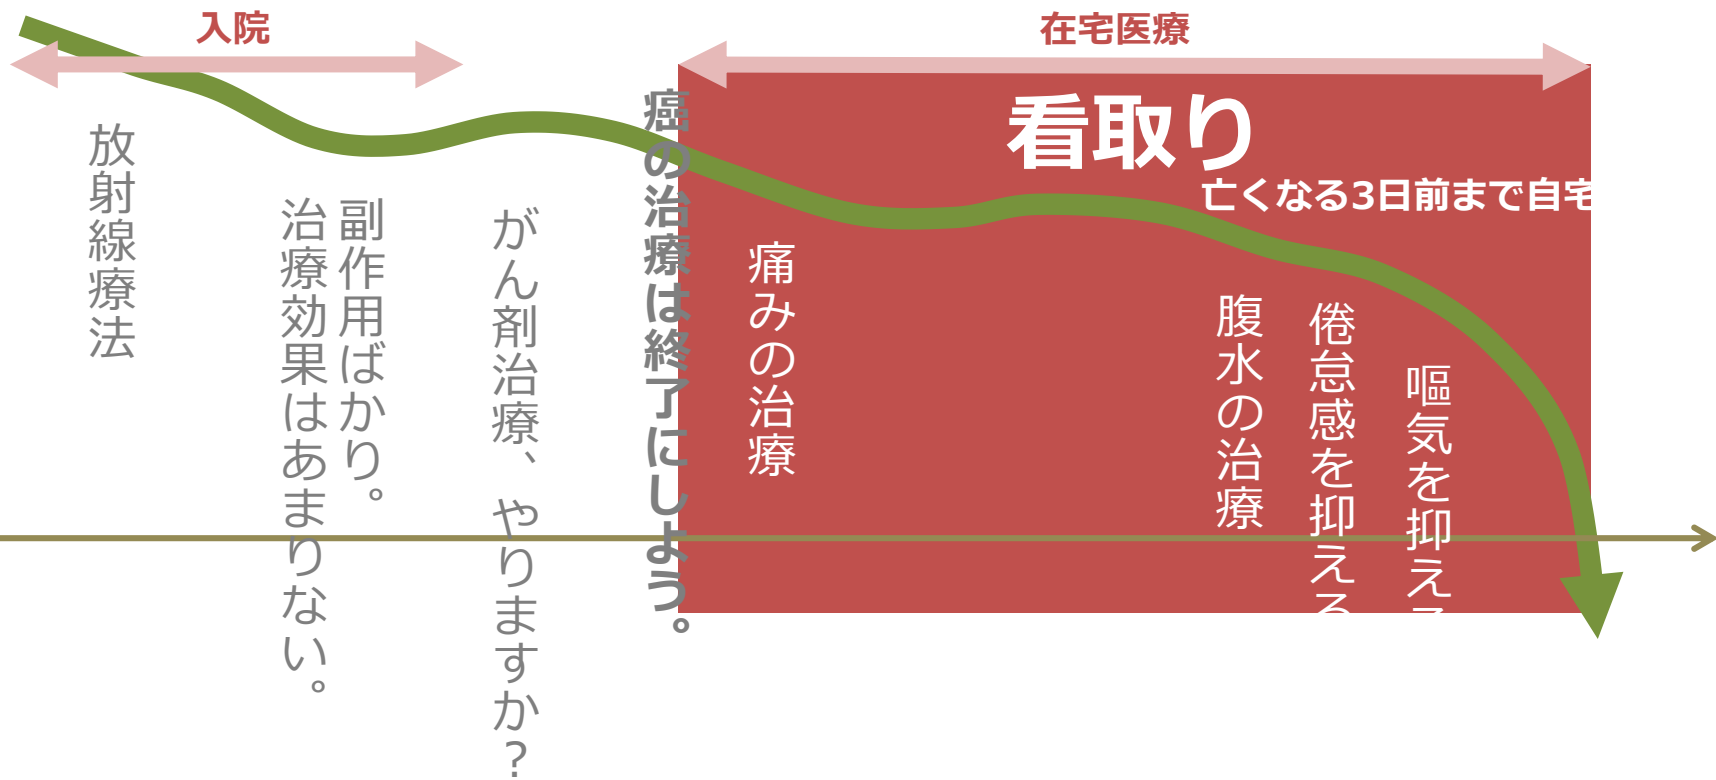 入院
在宅医療
看取り
亡くなる3日前まで自宅
放射線療法
副作用ばかり。
治療効果はあまりない。
がん剤治療、やりますか?
癌の治療は終了にしよう。
痛みの治療
腹水の治療
倦怠感を抑える
嘔気を抑える